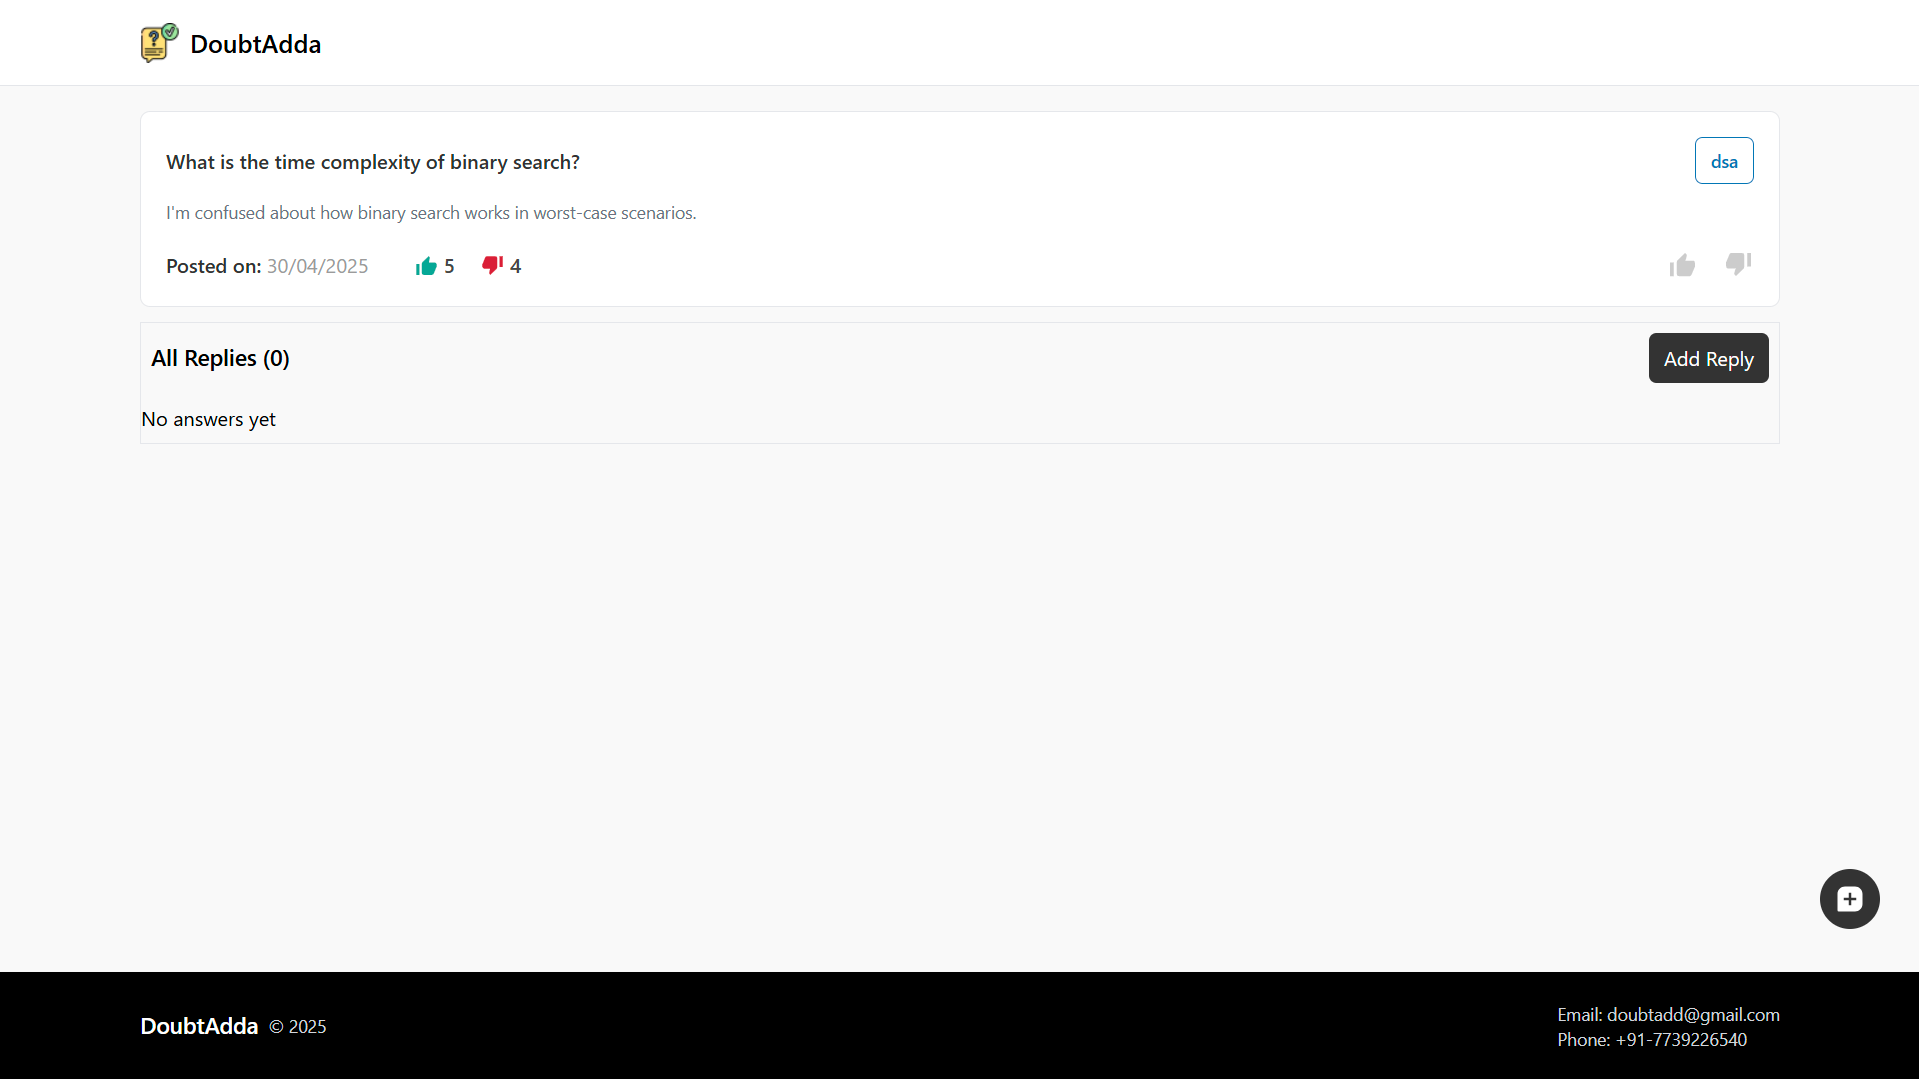 DoubtAdda
What is the time complexity of binary search?
dsa
I'm confused about how binary search works in worst-case scenarios.
Posted on: 30/04/2025 5 4
All Replies (0)
Add Reply
No answers yet
DoubtAdda © 2025
Email: doubtadd@gmail.com
Phone: +91-7739226540